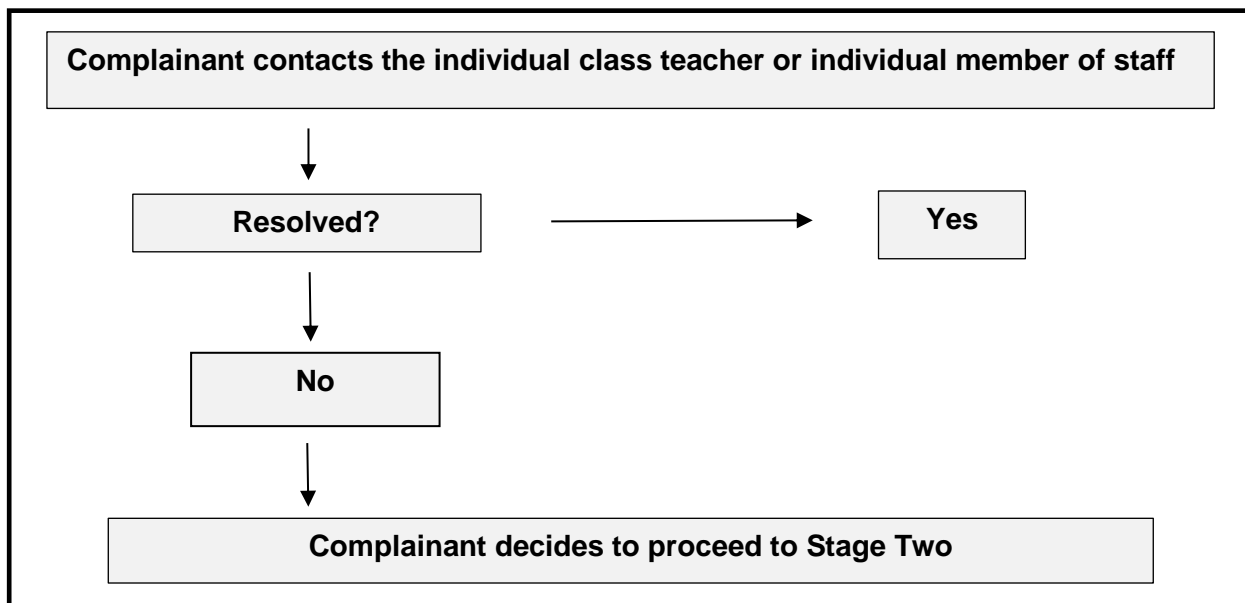 Complainant contacts the individual class teacher or individual member of staff
Resolved?
Yes
No
Complainant decides to proceed to Stage Two